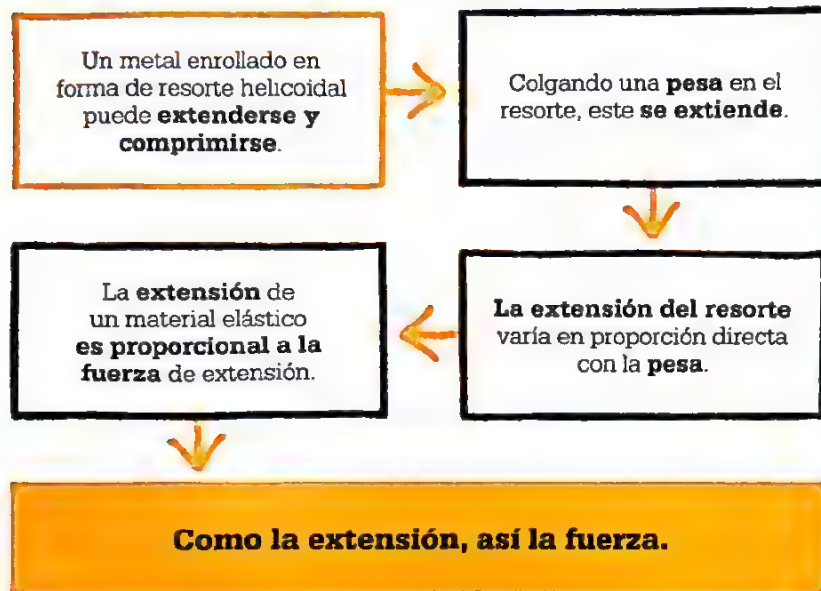 Un metal enrollado en
forma de resorte helicoidal
puede extenderse y
comprimirse.
Colgando una pesa en el
resorte, este se extiende.
La extensión del resorte
varía en proporción directa
con la pesa.
La extensión de
un material elástico
es proporcional a la
fuerza de extensión.
Como la extensión, así la fuerza.